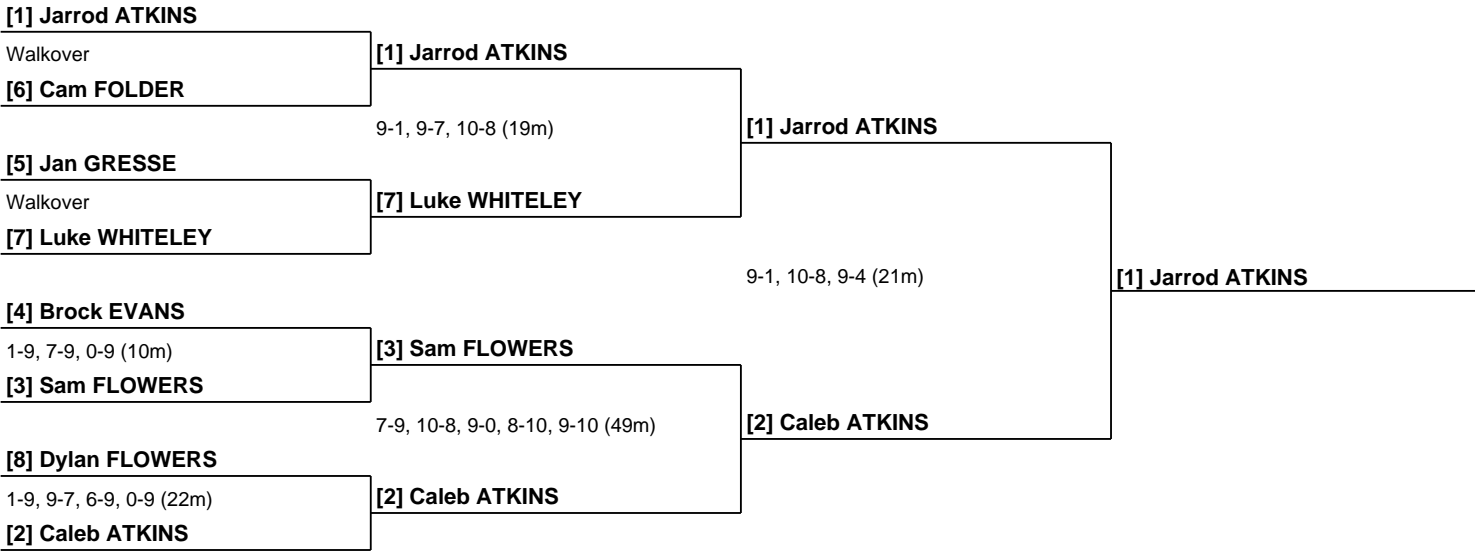 [1] Jarrod ATKINS
Walkover
[1] Jarrod ATKINS
[6] Cam FOLDER
9-1, 9-7, 10-8 (19m)
[1] Jarrod ATKINS
[5] Jan GRESSE
Walkover
[7] Luke WHITELEY
[7] Luke WHITELEY
9-1, 10-8, 9-4 (21m)
[1] Jarrod ATKINS
[4] Brock EVANS
1-9, 7-9, 0-9 (10m)
[3] Sam FLOWERS
[3] Sam FLOWERS
7-9, 10-8, 9-0, 8-10, 9-10 (49m)
[2] Caleb ATKINS
[8] Dylan FLOWERS
1-9, 9-7, 6-9, 0-9 (22m)
[2] Caleb ATKINS
[2] Caleb ATKINS